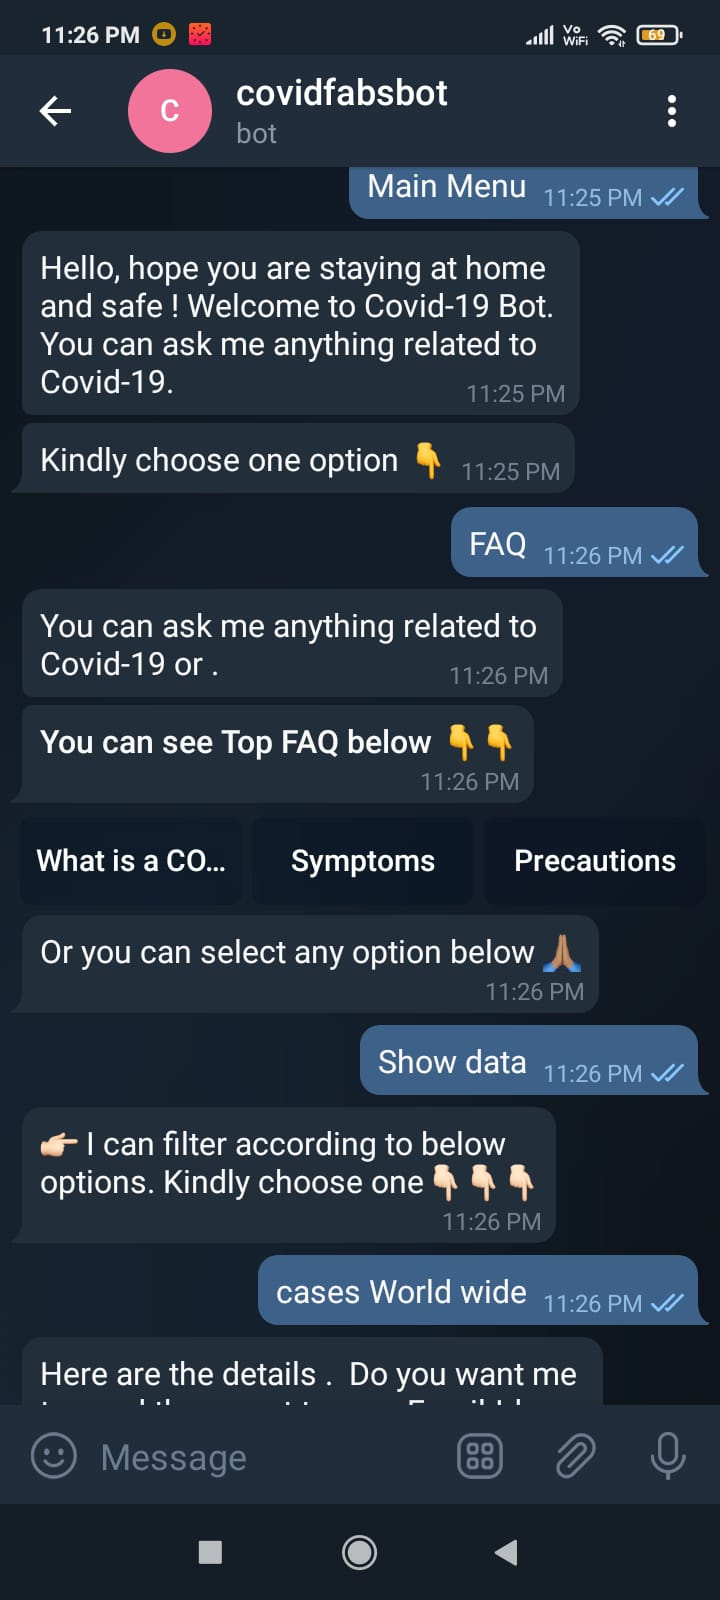 11:26 PM
Vo
WiFi
69
C
covidfabsbot
bot
Main Menu 11:25 PM
Hello, hope you are staying at home
and safe ! Welcome to Covid-19 Bot.
You can ask me anything related to
Covid-19.
11:25 PM
Kindly choose one option 👇 11:25 PM
FAQ 11:26 PM
You can ask me anything related to
Covid-19 or .
11:26 PM
You can see Top FAQ below 👇👇
11:26 PM
What is a CO... Symptoms Precautions
Or you can select any option below 🙏🏽
11:26 PM
Show data 11:26 PM
👉🏻 I can filter according to below
options. Kindly choose one 👇🏻👇🏻👇🏻
11:26 PM
cases World wide 11:26 PM
Here are the details .  Do you want me
Message